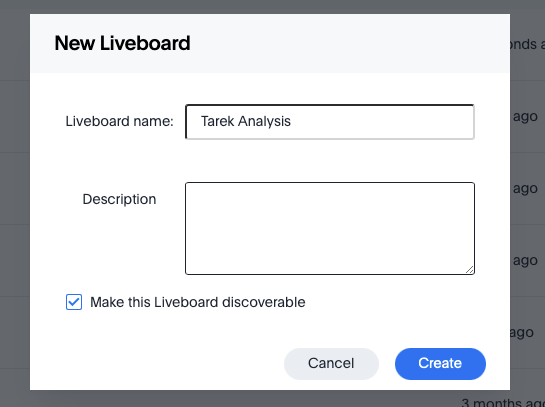 New Liveboard
onds a
Liveboard name: Tarek Analysis
ago
Description
ago
ago
Make this Liveboard discoverable
ago
Cancel Create
3 months ago